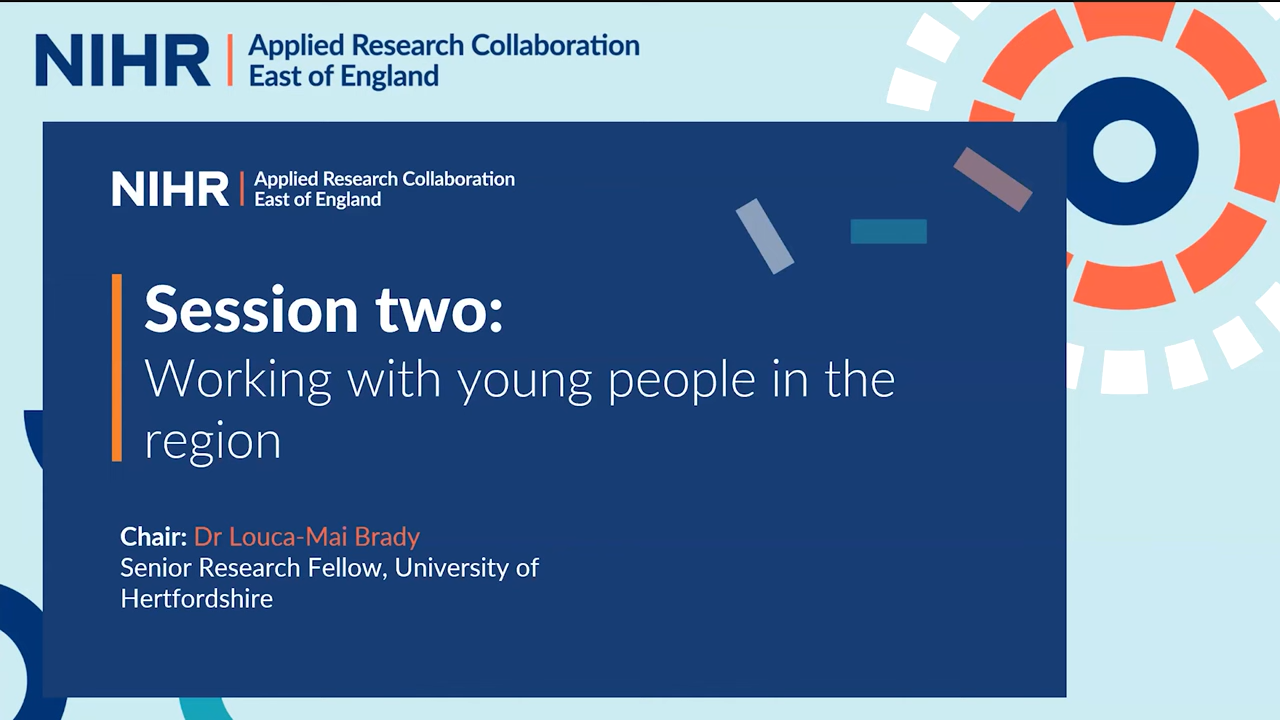 NIHR | Applied Research Collaboration
East of England
NIHR | Applied Research Collaboration
East of England
Session two:
Working with young people in the
region
Chair: Dr Louca-Mai Brady
Senior Research Fellow, University of
Hertfordshire